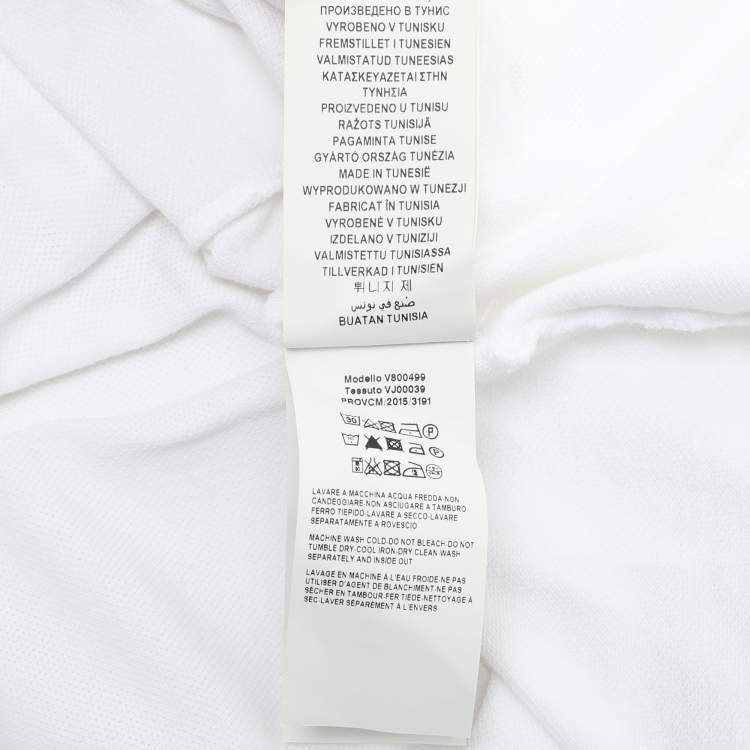 ПРОИЗВЕДЕНО В ТУНИС
VYROBENO V TUNISKU
FREMSTILLET I TUNESIEN
VALMISTATUD TUNEESIAS
ΚΑΤΑΣΚΕΥΑΖΕΤΑΙ ΣΤΗΝ
ΤΥΝΗΣΙΑ
PROIZVEDENO U TUNISU
RAŽOTS TUNISIJĀ
PAGAMINTA TUNISE
GYÁRTÓ ORSZÁG TUNÉZIA
MADE IN TUNESIË
WYPRODUKOWANO W TUNEZJI
FABRICAT ÎN TUNISIA
VYROBENÉ V TUNISKU
IZDELANO V TUNIZIJI
VALMISTETTU TUNISIASSA
TILLVERKAD I TUNISIEN
튀니지 제
صنع في تونس
BUATAN TUNISIA
Modello V800499
Tessuto VJ00039
PROVCM/2015/3191
30
P
P
LAVARE A MACCHINA ACQUA FREDDA-NON
CANDEGGIARE-NON ASCIUGARE A TAMBURO
FERRO TIEPIDO-LAVARE A SECCO-LAVARE
SEPARATAMENTE A ROVESCIO
MACHINE WASH COLD-DO NOT BLEACH-DO NOT
TUMBLE DRY-COOL IRON-DRY CLEAN-WASH
SEPARATELY AND INSIDE OUT
LAVAGE EN MACHINE À L'EAU FROIDE-NE PAS
UTILISER D'AGENT DE BLANCHIMENT-NE PAS
SÉCHER EN TAMBOUR-FER TIÈDE-NETTOYAGE À
SEC-LAVER SÉPAREMENT À L'ENVERS